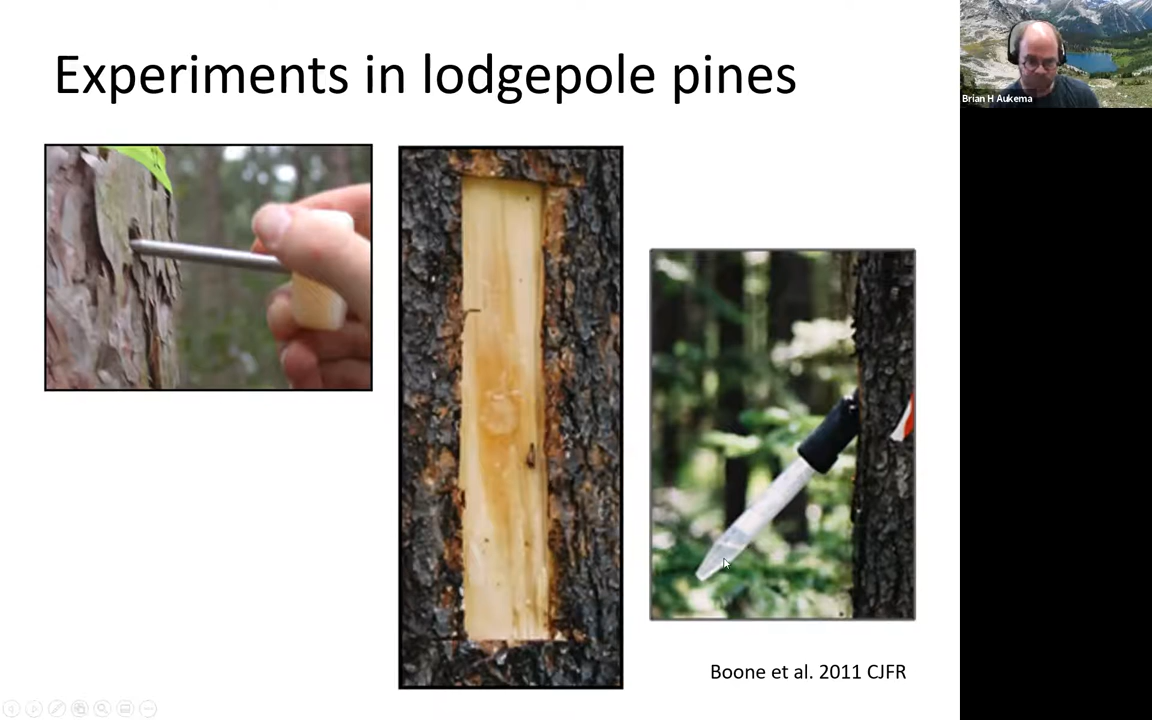 Experiments in lodgepole pines
Brian H Aukema
Boone et al. 2011 CJFR